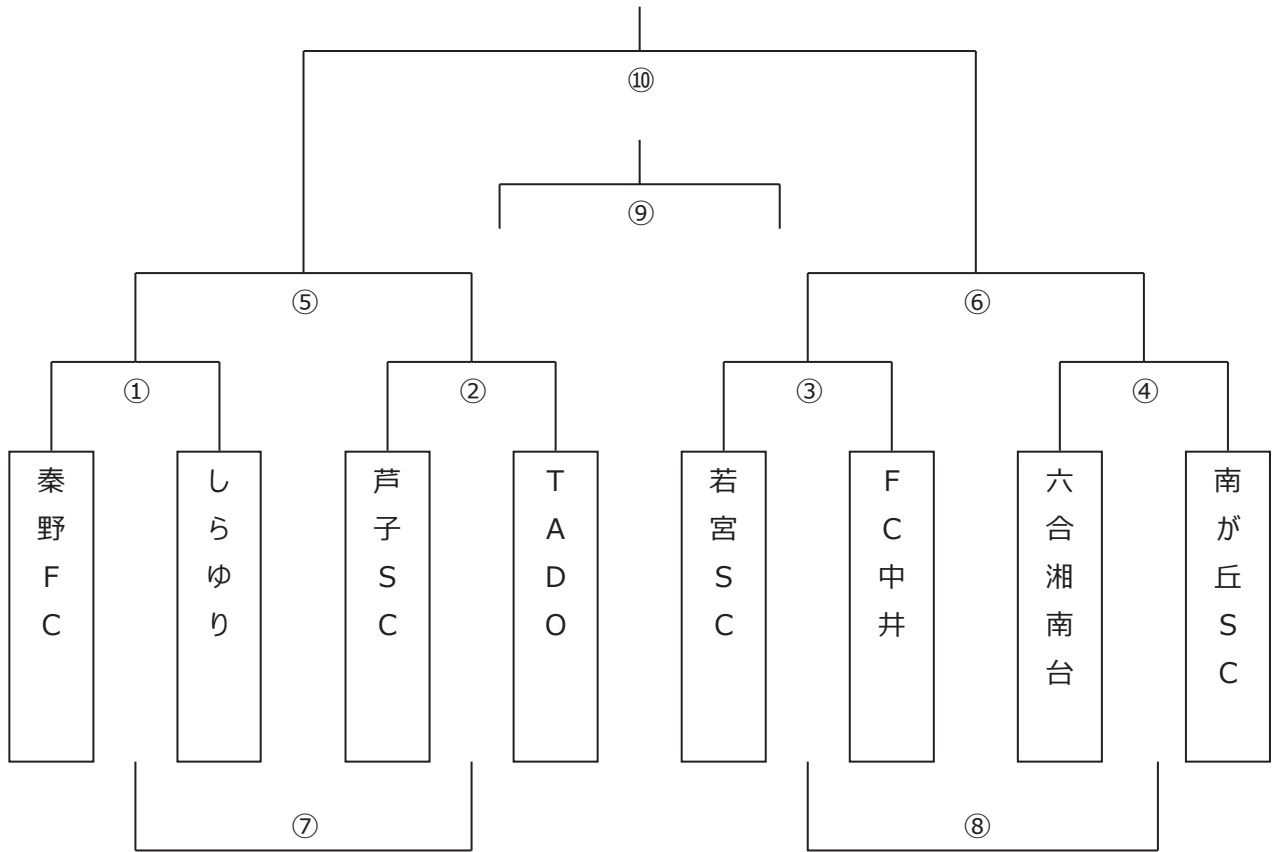 ⑩
⑨
⑤
⑥
①
②
③
④
秦野FC
しらゆり
芦子SC
TADO
若宮SC
FC中井
六合湘南台
南が丘SC
⑦
⑧